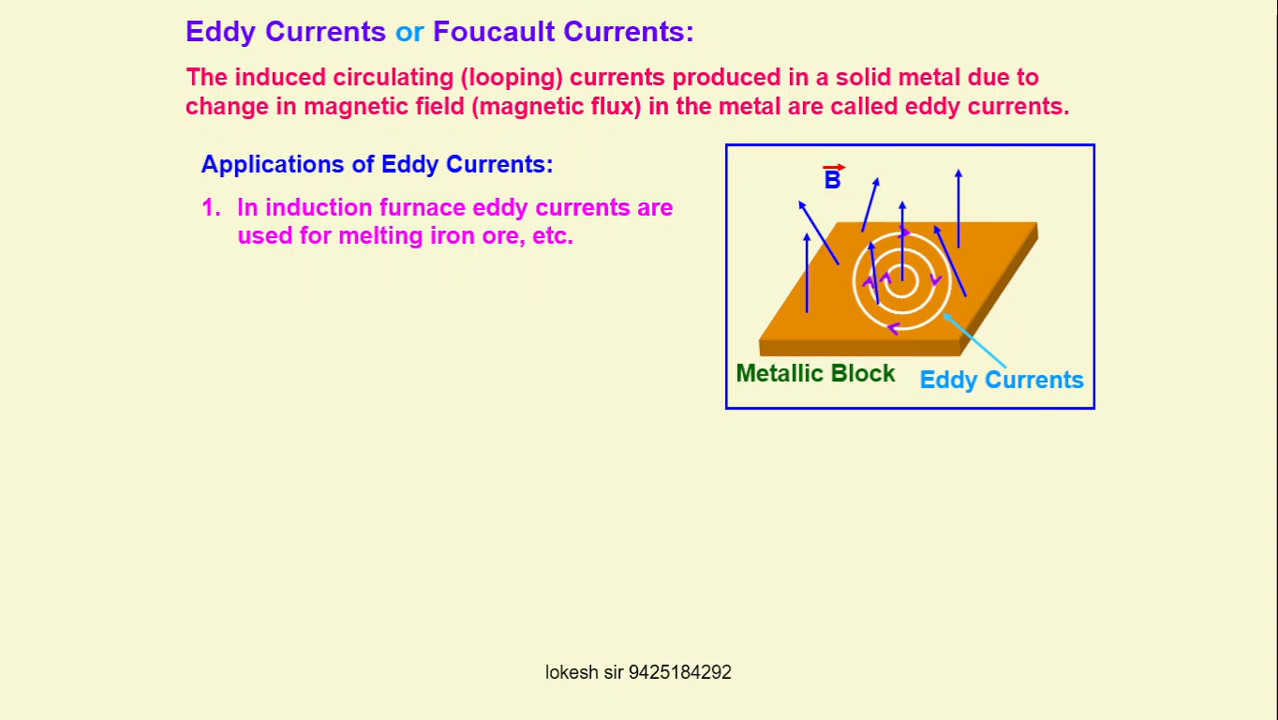 Eddy Currents or Foucault Currents:
The induced circulating (looping) currents produced in a solid metal due to
change in magnetic field (magnetic flux) in the metal are called eddy currents.
Applications of Eddy Currents:
1. In induction furnace eddy currents are
used for melting iron ore, etc.
B
Metallic Block
Eddy Currents
lokesh sir 9425184292